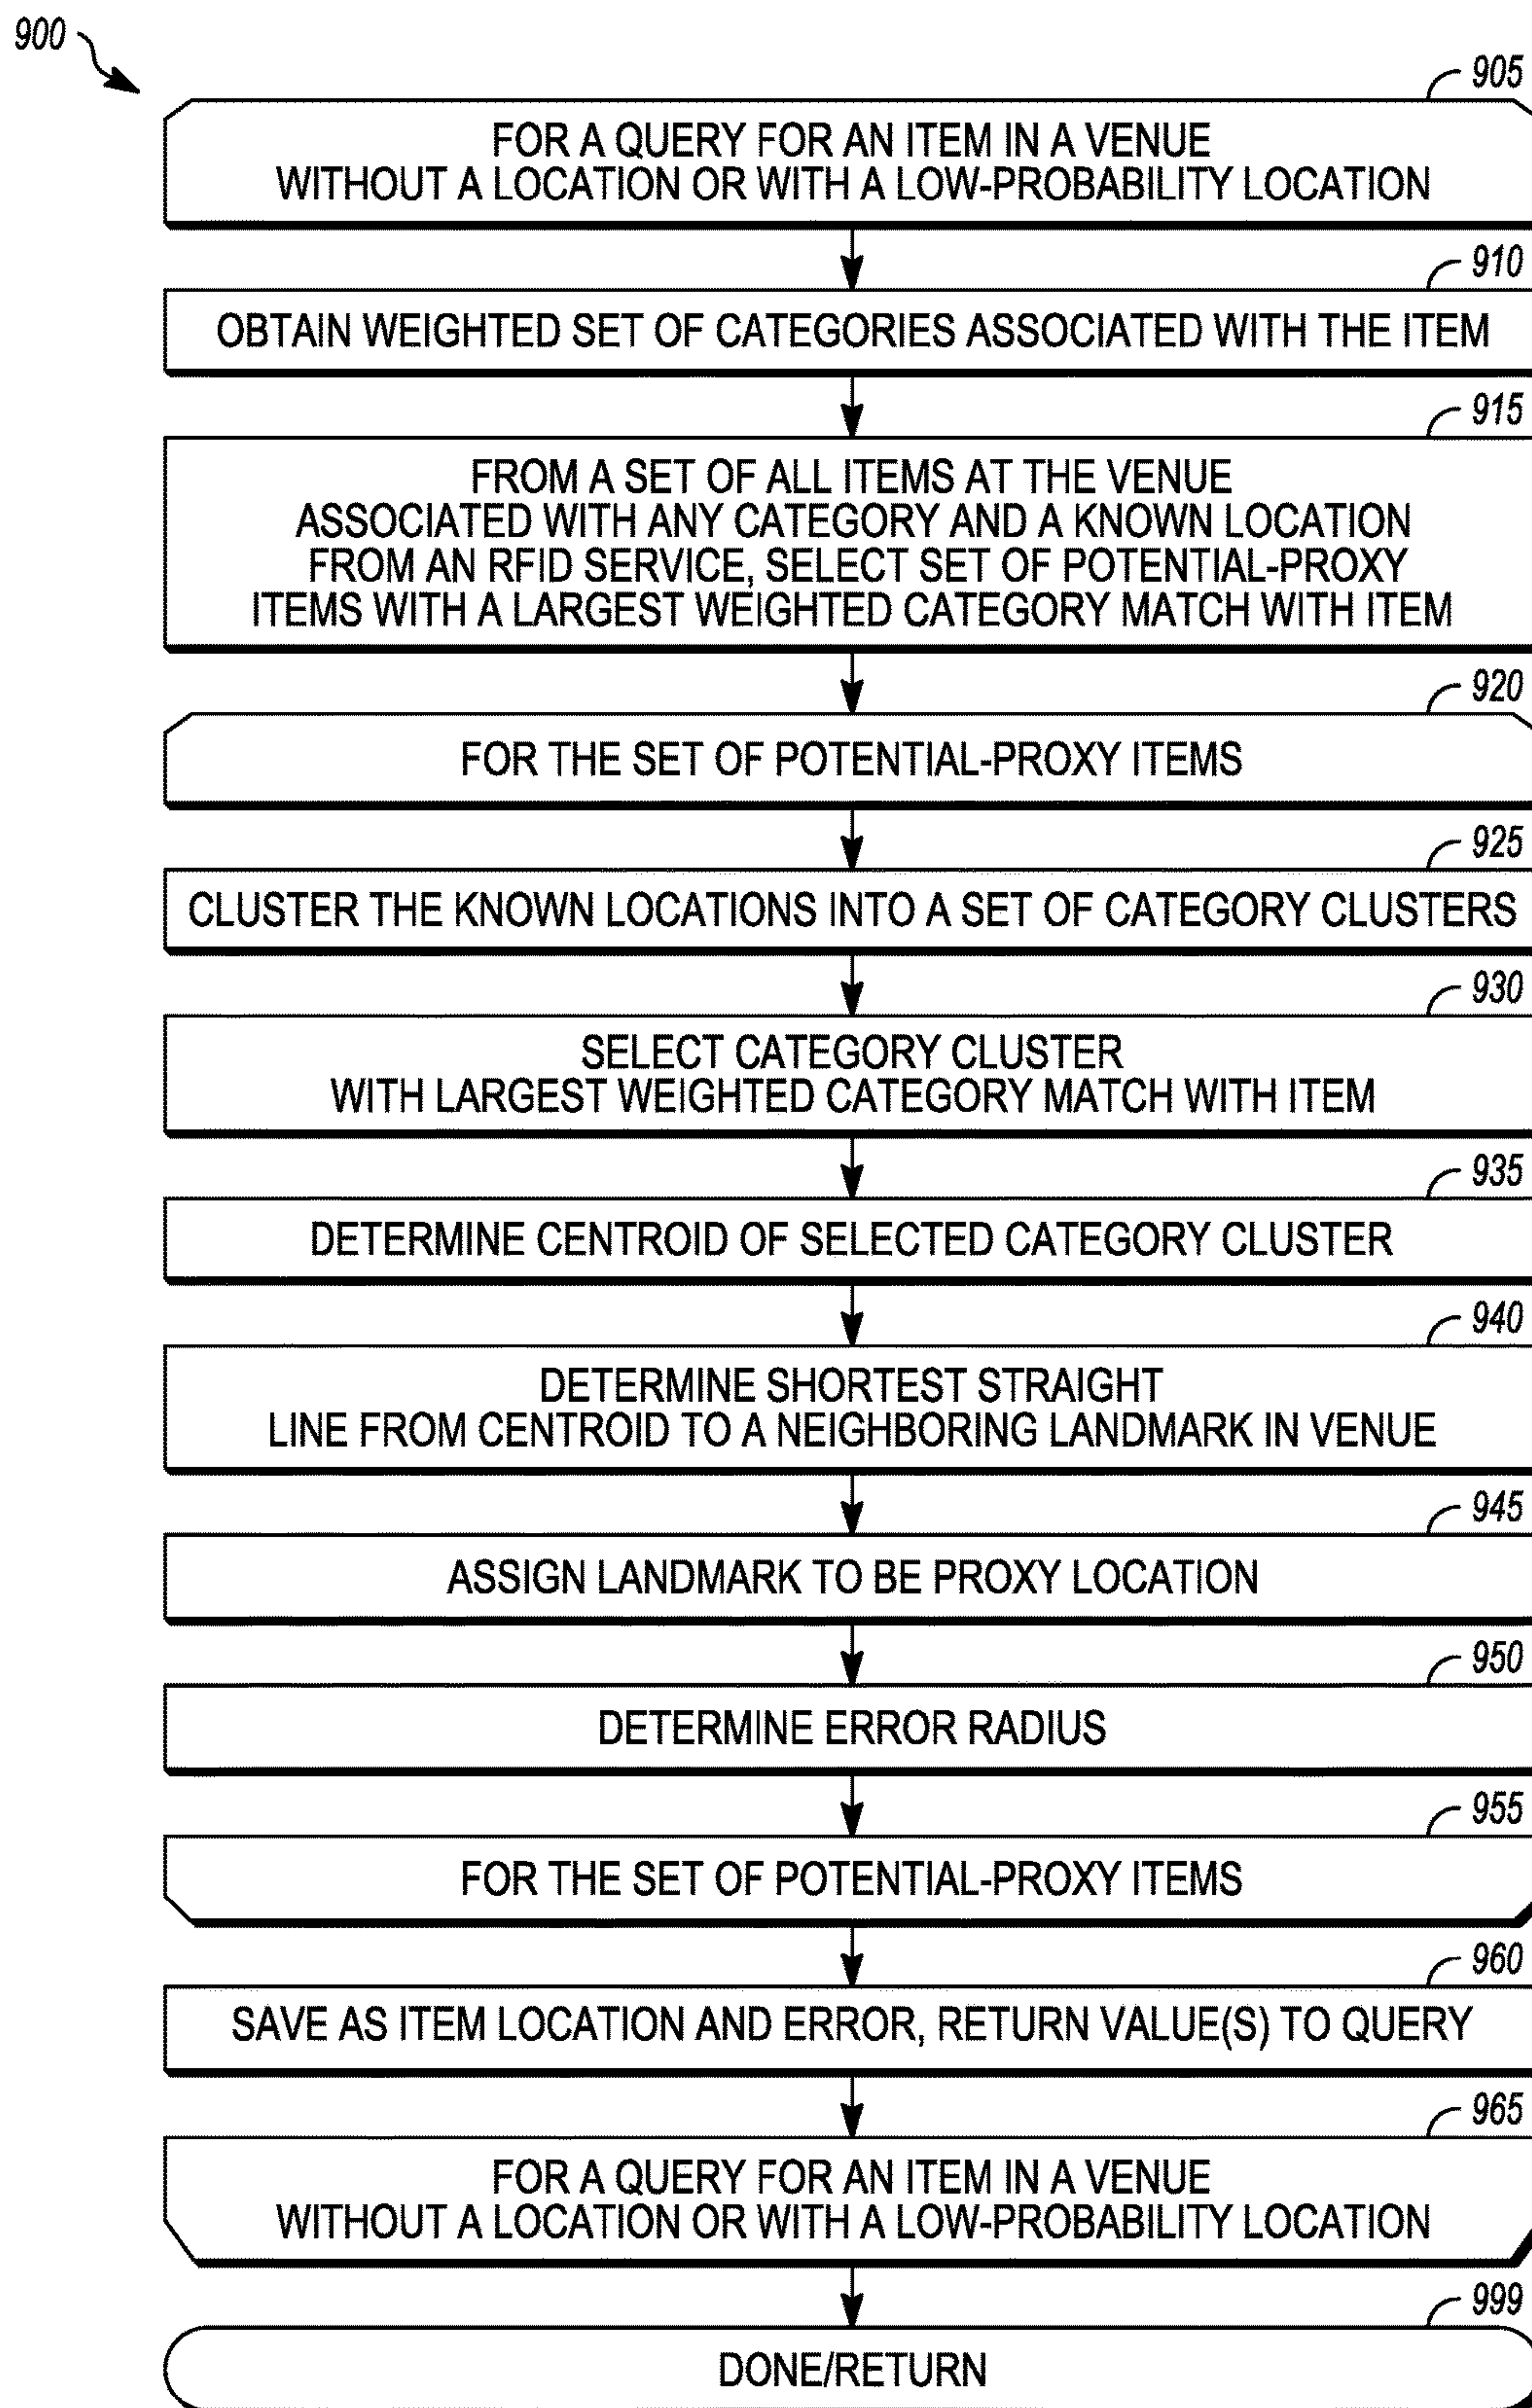 900
905
FOR A QUERY FOR AN ITEM IN A VENUE
WITHOUT A LOCATION OR WITH A LOW-PROBABILITY LOCATION
910
OBTAIN WEIGHTED SET OF CATEGORIES ASSOCIATED WITH THE ITEM
915
FROM A SET OF ALL ITEMS AT THE VENUE
ASSOCIATED WITH ANY CATEGORY AND A KNOWN LOCATION
FROM AN RFID SERVICE, SELECT SET OF POTENTIAL-PROXY
ITEMS WITH A LARGEST WEIGHTED CATEGORY MATCH WITH ITEM
920
FOR THE SET OF POTENTIAL-PROXY ITEMS
925
CLUSTER THE KNOWN LOCATIONS INTO A SET OF CATEGORY CLUSTERS
930
SELECT CATEGORY CLUSTER
WITH LARGEST WEIGHTED CATEGORY MATCH WITH ITEM
935
DETERMINE CENTROID OF SELECTED CATEGORY CLUSTER
940
DETERMINE SHORTEST STRAIGHT
LINE FROM CENTROID TO A NEIGHBORING LANDMARK IN VENUE
945
ASSIGN LANDMARK TO BE PROXY LOCATION
950
DETERMINE ERROR RADIUS
955
FOR THE SET OF POTENTIAL-PROXY ITEMS
960
SAVE AS ITEM LOCATION AND ERROR, RETURN VALUE(S) TO QUERY
965
FOR A QUERY FOR AN ITEM IN A VENUE
WITHOUT A LOCATION OR WITH A LOW-PROBABILITY LOCATION
999
DONE/RETURN